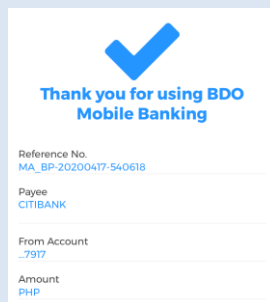 Thank you for using BDO
Mobile Banking
Reference No.
MA_BP-20200417-540618
Payee
CITIBANK
From Account
...7917
Amount
PHP